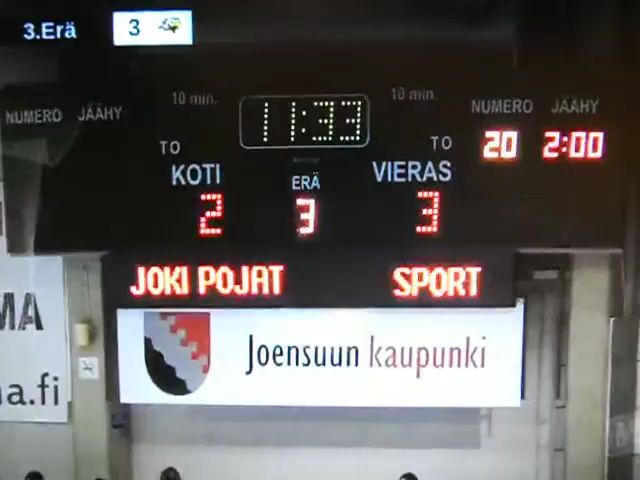 3.Erä 3
10 min. 11:33 10 min.
NUMERO JÄÄHY NUMERO JÄÄHY
TO TO 20 2:00
KOTI ERÄ VIERAS
2 3 3
JOKI POJAT SPORT
Joensuun kaupunki
MA
a.fi